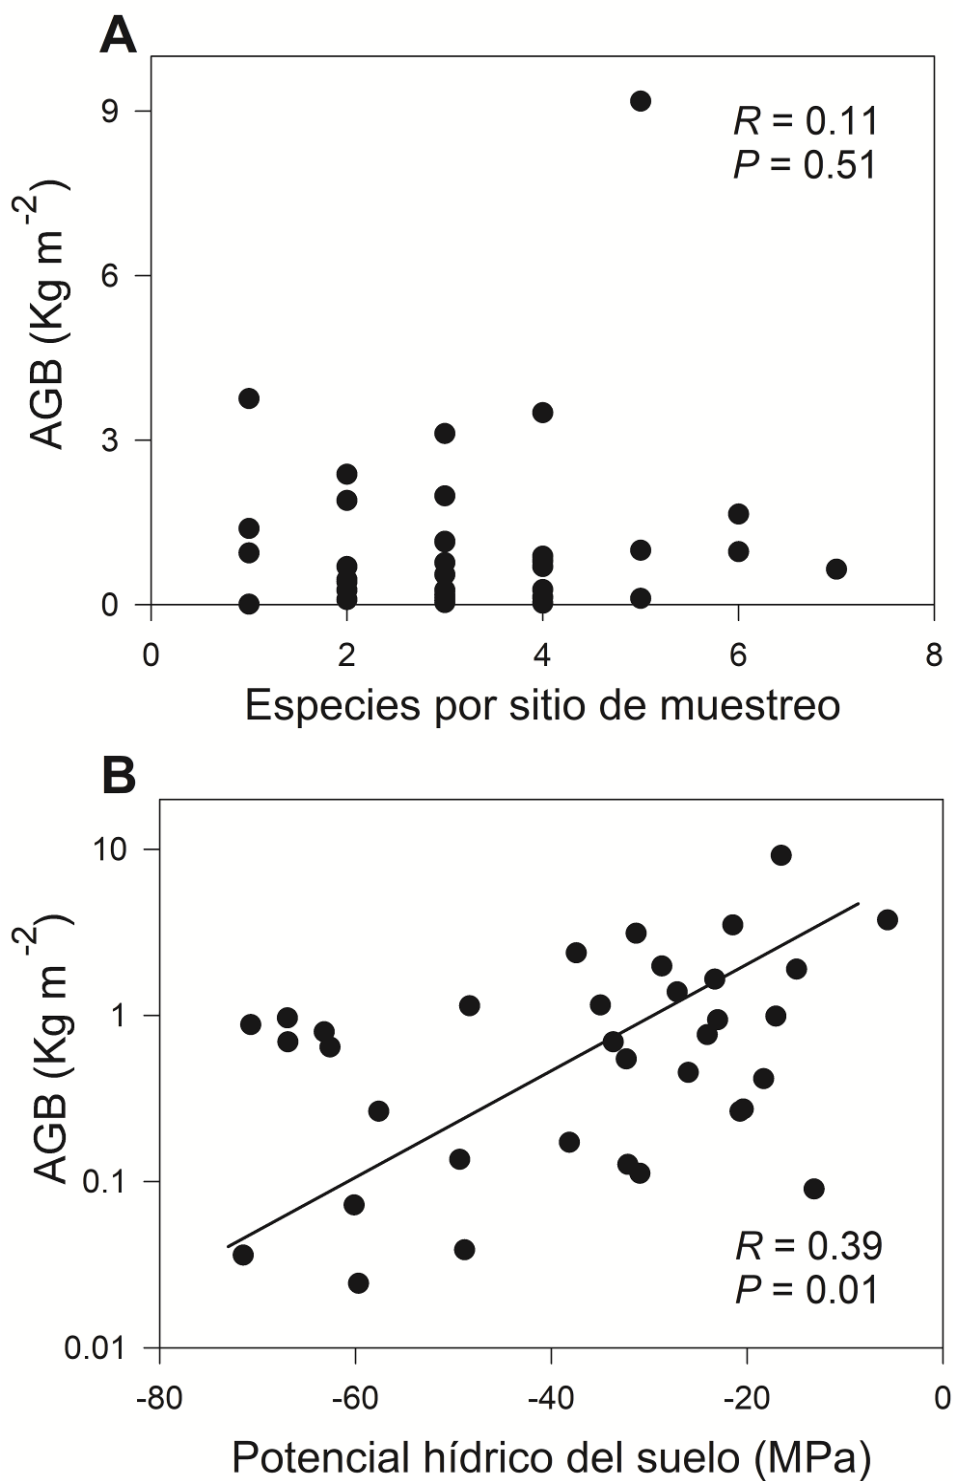 A
R = 0.11
P = 0.51
AGB (Kg m-2)
9
6
3
0
0 2 4 6 8
Especies por sitio de muestreo
B
AGB (Kg m-2)
10
1
0.1
0.01
R = 0.39
P = 0.01
-80 -60 -40 -20 0
Potencial hídrico del suelo (MPa)